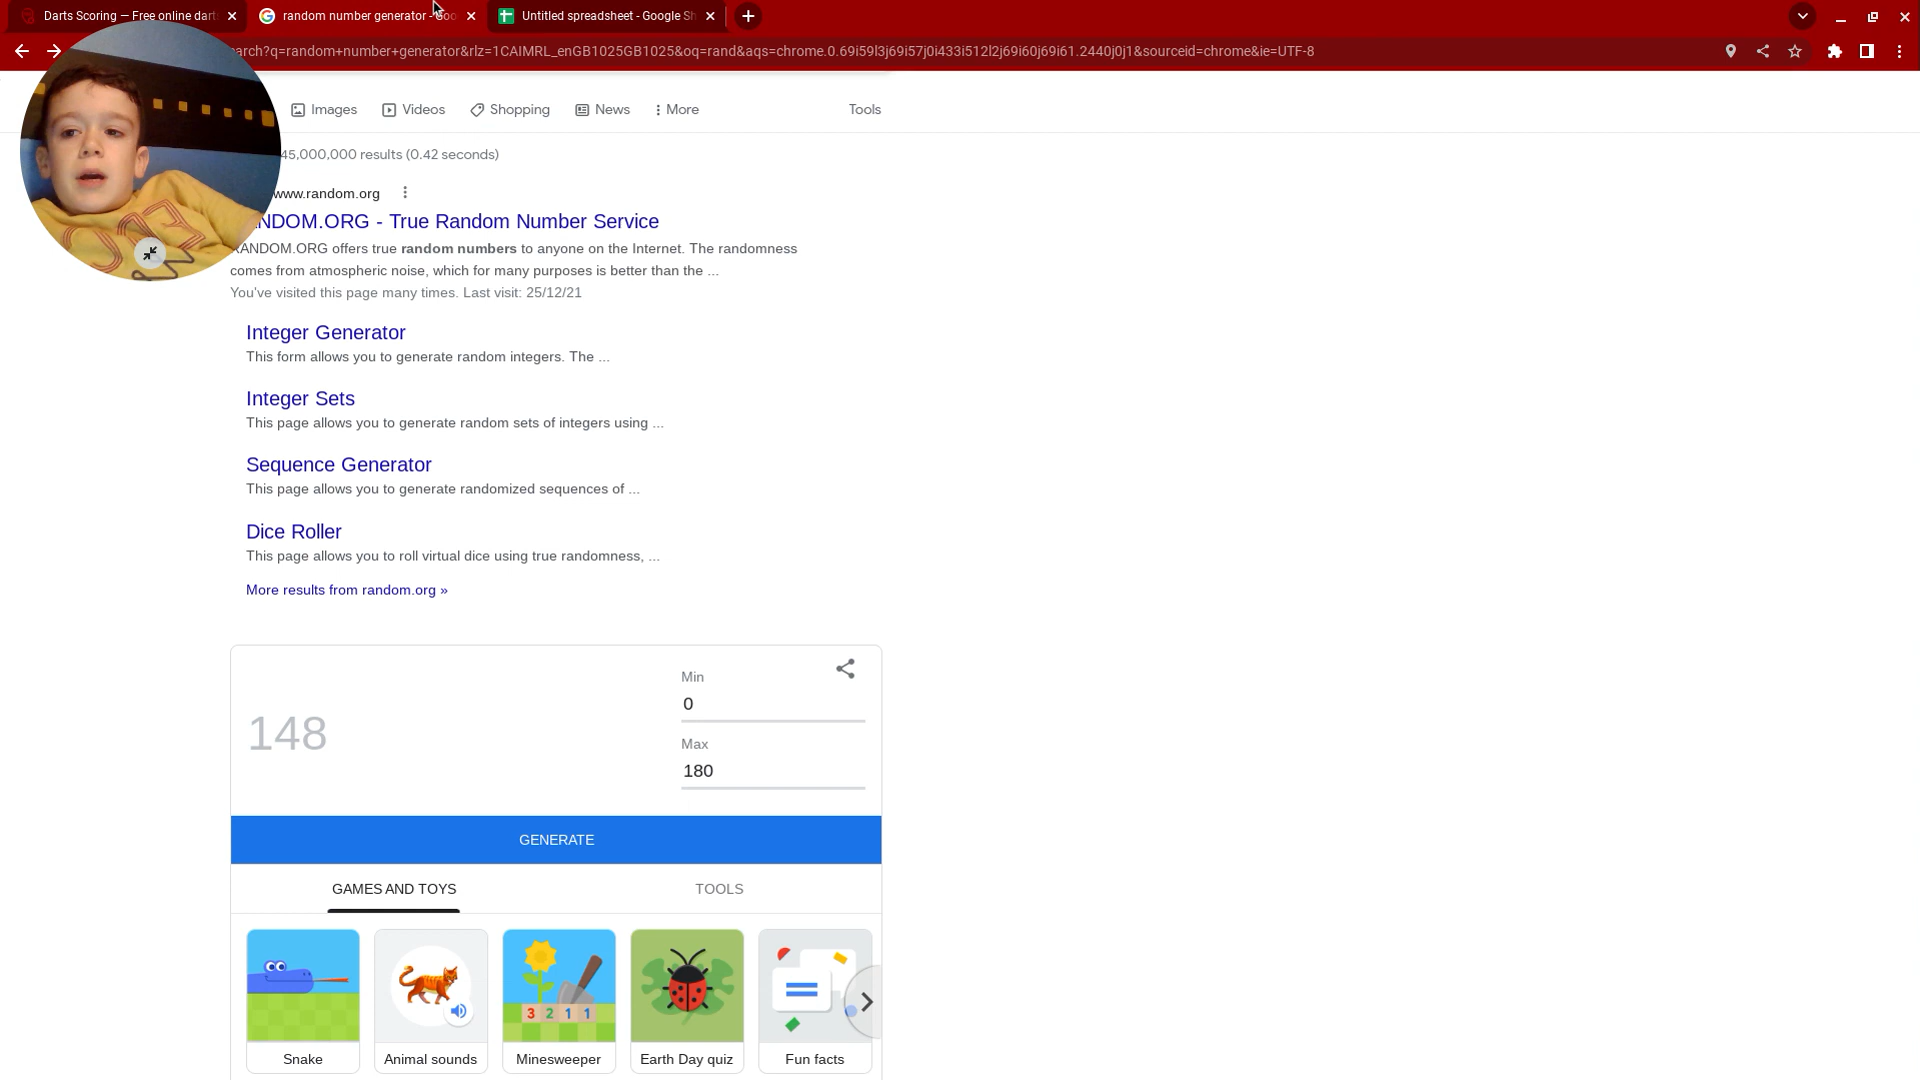 Darts Scoring — Free online dart
random number generator - Goo
Untitled spreadsheet - Google Sh
arch?q=random+number+generator&rlz=1CAIMRL_enGB1025GB1025&oq=rand&aqs=chrome.0.69i59l3j69i57j0i433i512l2j69i60j69i61.2440j0j1&sourceid=chrome&ie=UTF-8
Images
Videos
Shopping
News
More
Tools
45,000,000 results (0.42 seconds)
www.random.org
NDOM.ORG - True Random Number Service
RANDOM.ORG offers true random numbers to anyone on the Internet. The randomness
comes from atmospheric noise, which for many purposes is better than the ...
You've visited this page many times. Last visit: 25/12/21
Integer Generator
This form allows you to generate random integers. The ...
Integer Sets
This page allows you to generate random sets of integers using ...
Sequence Generator
This page allows you to generate randomized sequences of ...
Dice Roller
This page allows you to roll virtual dice using true randomness, ...
More results from random.org »
Min
0
148
Max
180
GENERATE
GAMES AND TOYS
TOOLS
3 2 1 1
Snake
Animal sounds
Minesweeper
Earth Day quiz
Fun facts